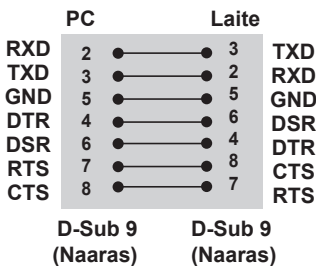 PC Laite
RXD 2 3 TXD
TXD 3 2 RXD
GND 5 5 GND
DTR 4 6 DSR
DSR 6 4 DTR
RTS 7 8 CTS
CTS 8 7 RTS
D-Sub 9 D-Sub 9
(Naaras) (Naaras)